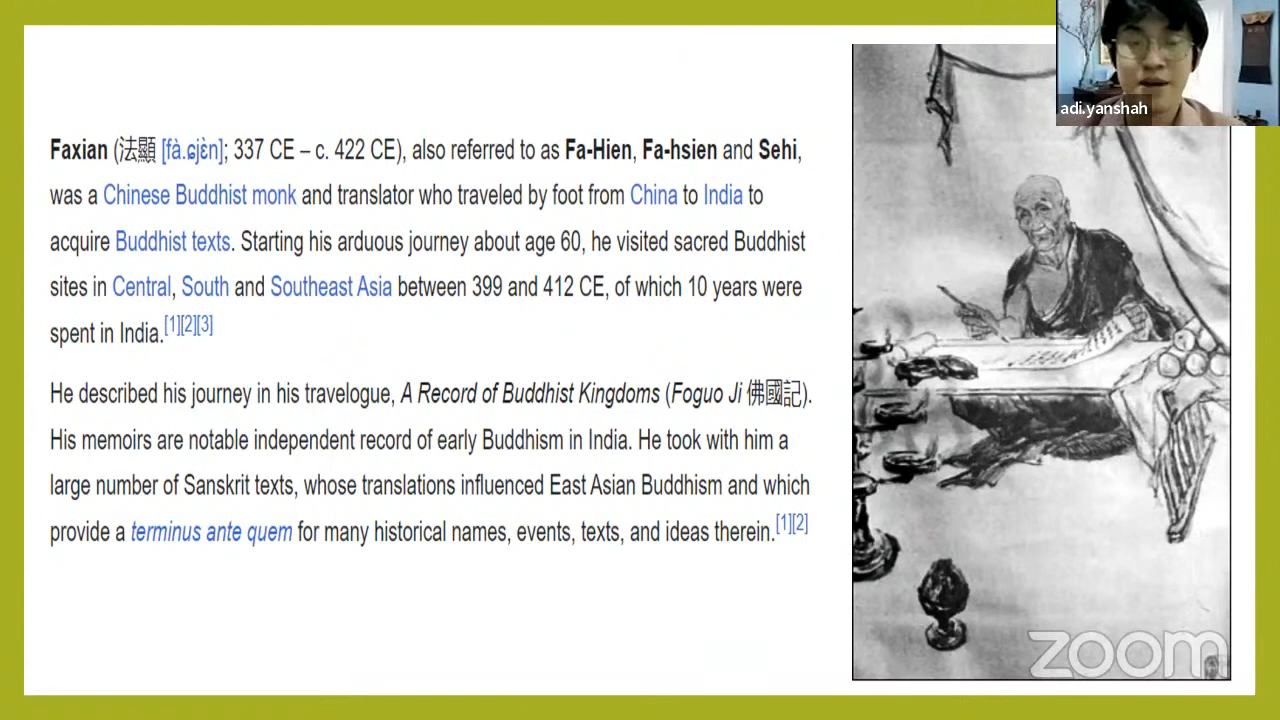 Faxian (法顯 [fà.ɕjɛ̀n]; 337 CE – c. 422 CE), also referred to as Fa-Hien, Fa-hsien and Sehi,
was a Chinese Buddhist monk and translator who traveled by foot from China to India to
acquire Buddhist texts. Starting his arduous journey about age 60, he visited sacred Buddhist
sites in Central, South and Southeast Asia between 399 and 412 CE, of which 10 years were
spent in India.[1][2][3]
He described his journey in his travelogue, A Record of Buddhist Kingdoms (Foguo Ji 佛國記).
His memoirs are notable independent record of early Buddhism in India. He took with him a
large number of Sanskrit texts, whose translations influenced East Asian Buddhism and which
provide a terminus ante quem for many historical names, events, texts, and ideas therein.[1][2]
adi.yanshah
zoom